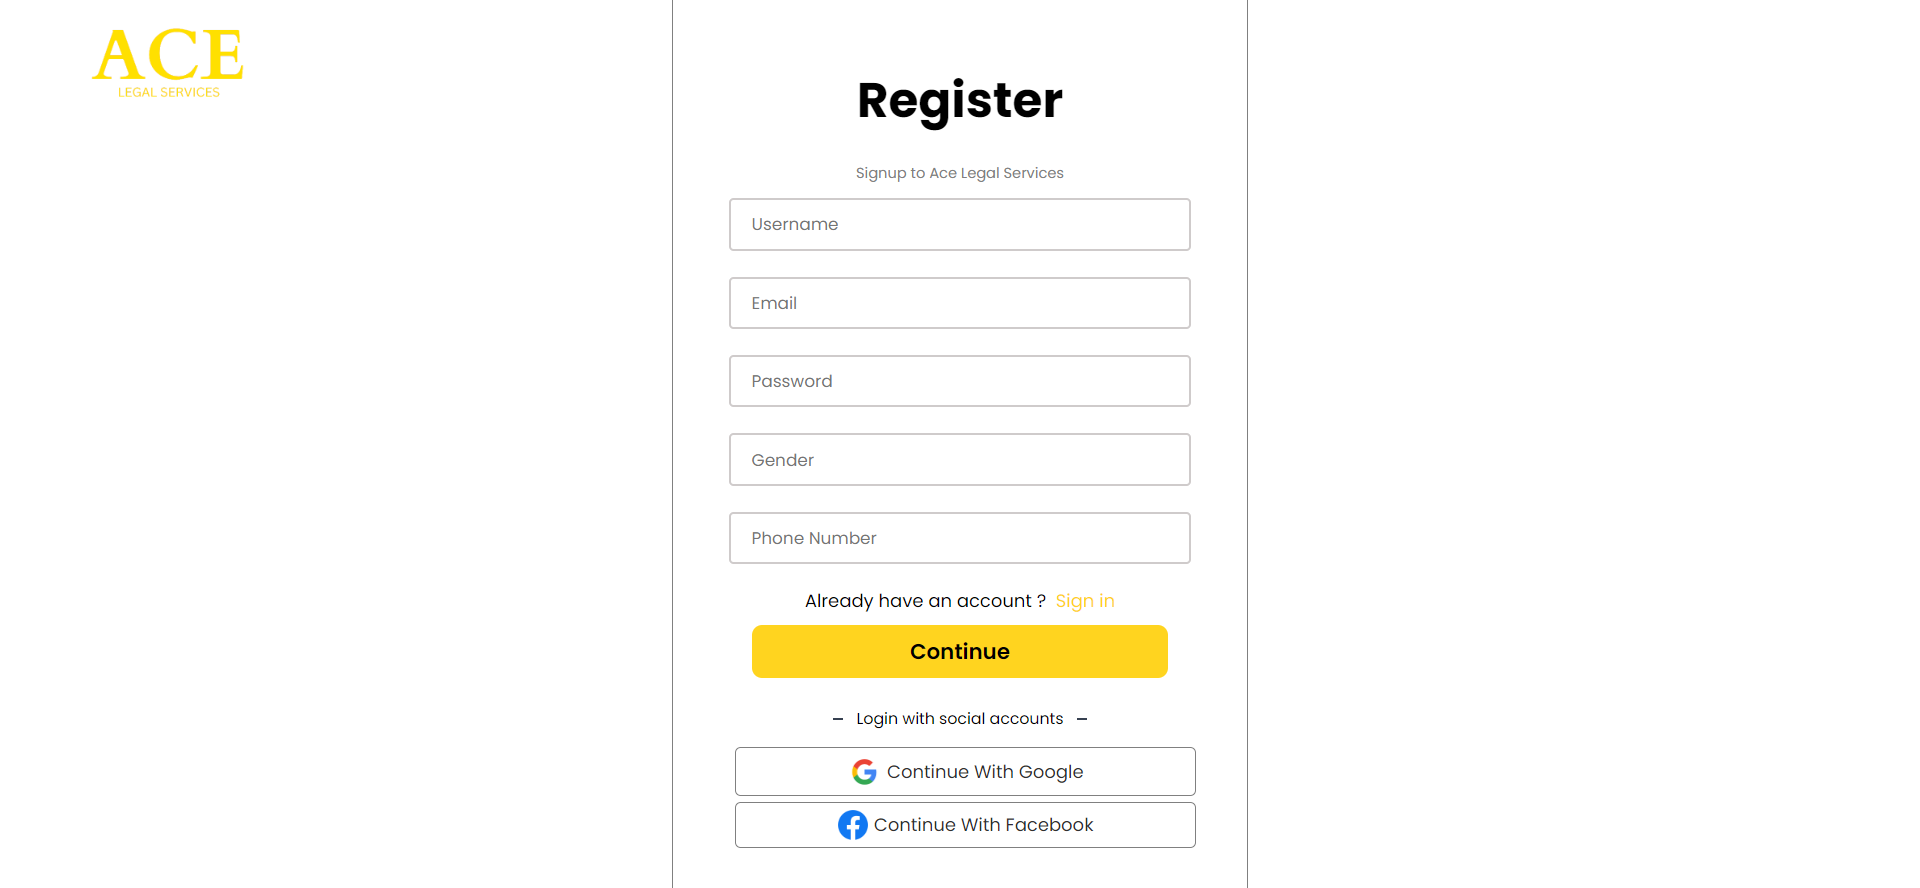 ACE
LEGAL SERVICES
Register
Signup to Ace Legal Services
Username
Email
Password
Gender
Phone Number
Already have an account ? Sign in
Continue
– Login with social accounts –
Continue With Google
Continue With Facebook